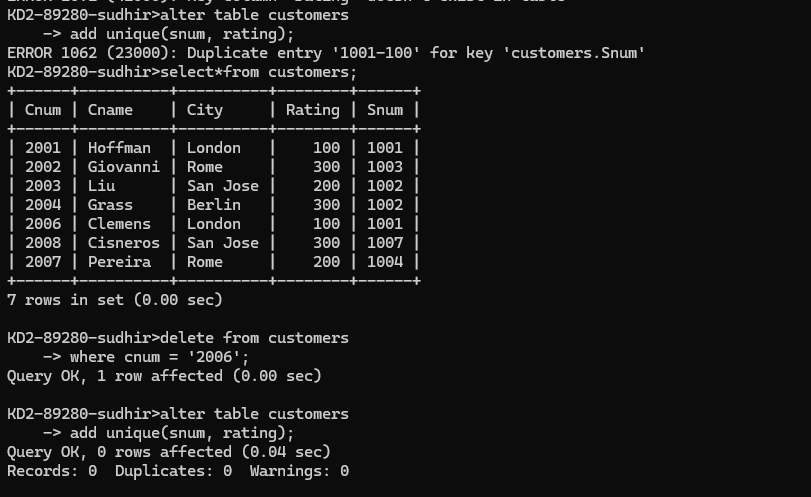 KD2-89280-sudhir>alter table customers
    -> add unique(snum, rating);
ERROR 1062 (23000): Duplicate entry '1001-100' for key 'customers.Snum'
KD2-89280-sudhir>select*from customers;
+------+----------+----------+--------+------+
| Cnum | Cname    | City     | Rating | Snum |
+------+----------+----------+--------+------+
| 2001 | Hoffman  | London   |    100 | 1001 |
| 2002 | Giovanni | Rome     |    300 | 1003 |
| 2003 | Liu      | San Jose |    200 | 1002 |
| 2004 | Grass    | Berlin   |    300 | 1002 |
| 2006 | Clemens  | London   |    100 | 1001 |
| 2008 | Cisneros | San Jose |    300 | 1007 |
| 2007 | Pereira  | Rome     |    200 | 1004 |
+------+----------+----------+--------+------+
7 rows in set (0.00 sec)

KD2-89280-sudhir>delete from customers
    -> where cnum = '2006';
Query OK, 1 row affected (0.00 sec)

KD2-89280-sudhir>alter table customers
    -> add unique(snum, rating);
Query OK, 0 rows affected (0.04 sec)
Records: 0  Duplicates: 0  Warnings: 0